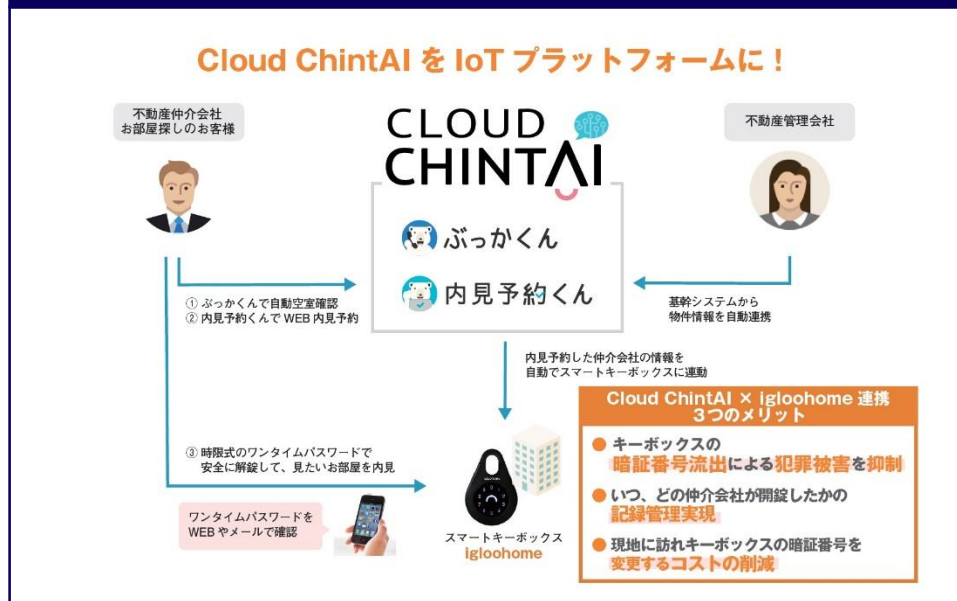 Cloud ChintAI を IoT プラットフォームに！
不動産仲介会社
お部屋探しのお客様
CLOUD
CHINTAI
不動産管理会社
ぶっかくん
内見予約くん
① ぶっかくんで自動空室確認
② 内見予約くんで WEB 内見予約
基幹システムから
物件情報を自動連携
内見予約した仲介会社の情報を
自動でスマートキーボックスに連動
③ 時限式のワンタイムパスワードで
安全に解錠して、見たいお部屋を内見
ワンタイムパスワードを
WEB やメールで確認
スマートキーボックス
igloohome
Cloud ChintAI × igloohome 連携
３つのメリット
● キーボックスの
暗証番号流出による犯罪被害を抑制
● いつ、どの仲介会社が開錠したかの
記録管理実現
● 現地に訪れキーボックスの暗証番号を
変更するコストの削減